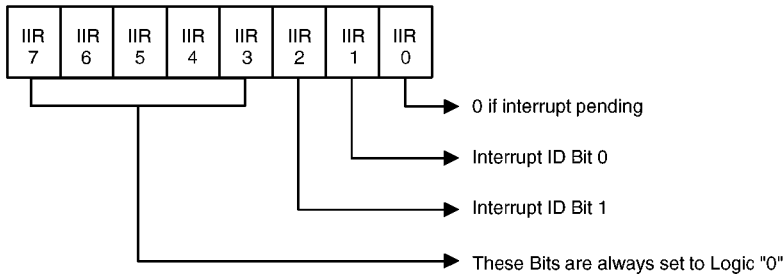 IIR IIR IIR IIR IIR IIR IIR IIR
7 6 5 4 3 2 1 0
0 if interrupt pending
Interrupt ID Bit 0
Interrupt ID Bit 1
These Bits are always set to Logic "0"